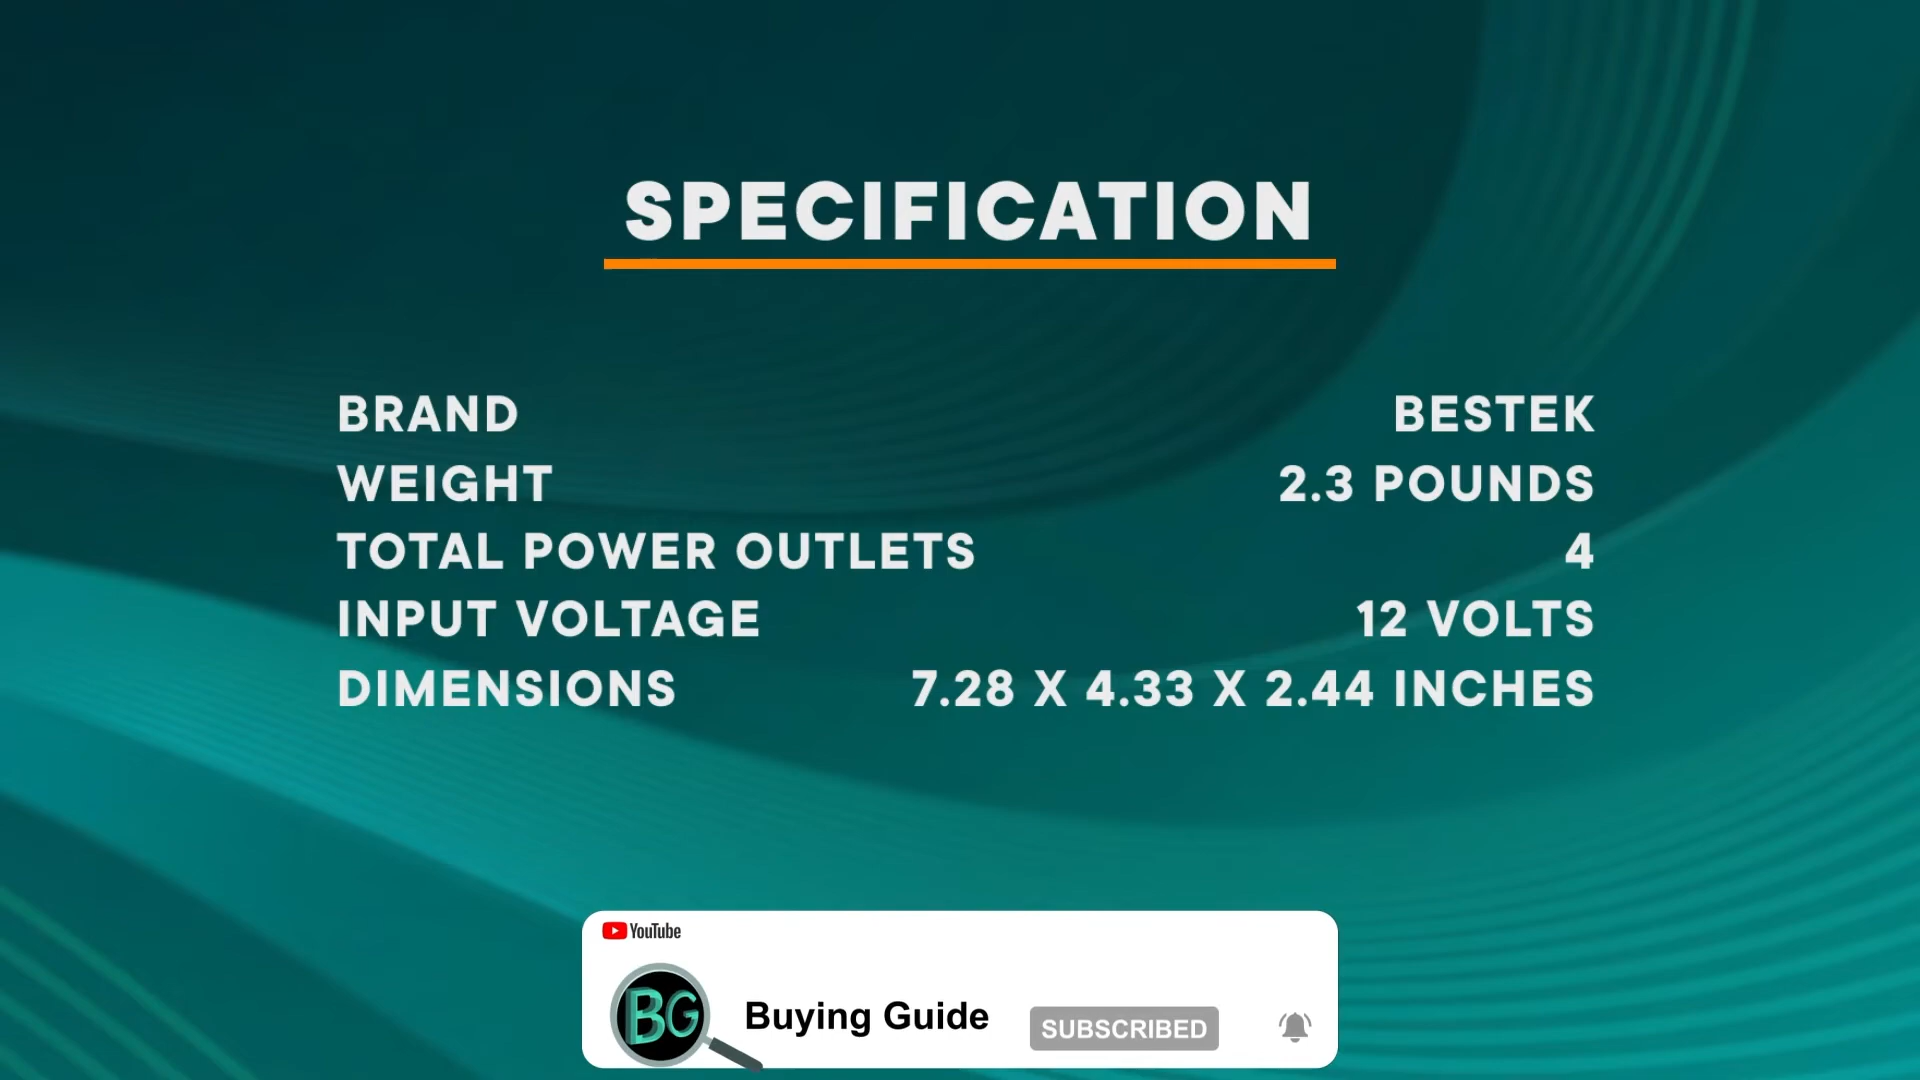 SPECIFICATION
BRAND BESTEK
WEIGHT 2.3 POUNDS
TOTAL POWER OUTLETS 4
INPUT VOLTAGE 12 VOLTS
DIMENSIONS 7.28 X 4.33 X 2.44 INCHES
YouTube
BG Buying Guide SUBSCRIBED